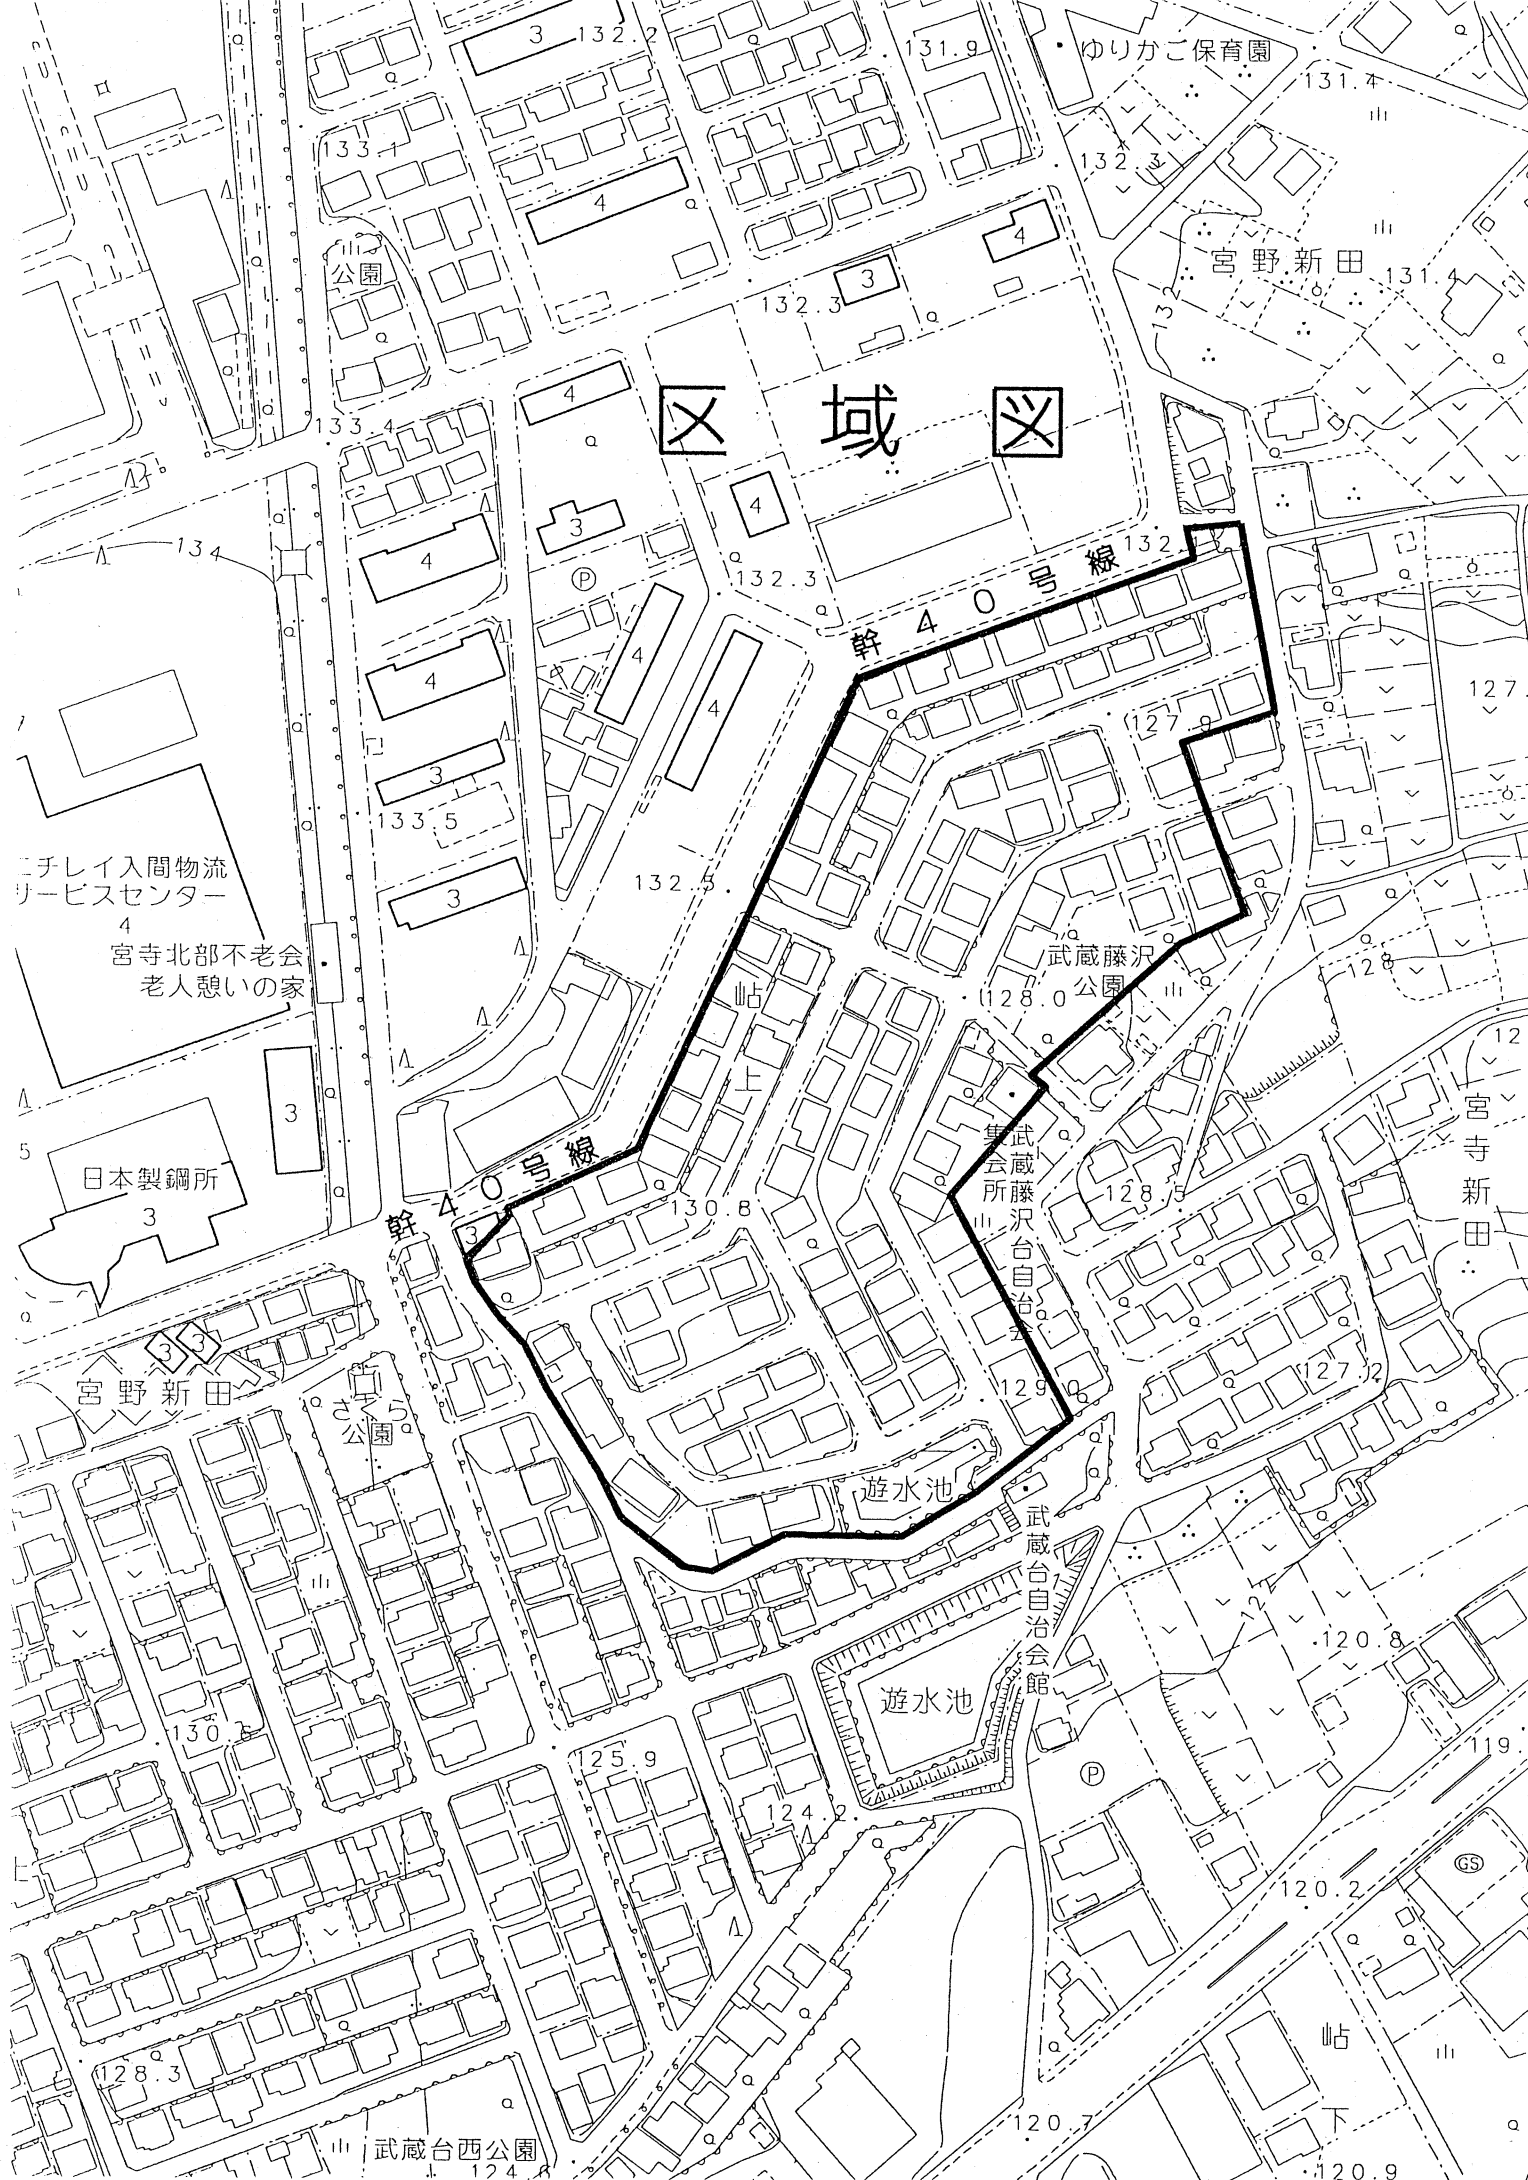 3
132.2
131.9
ゆりかご保育園
131.4
133.1
132.3
4
公園
4
3
宮野新田
131.4
132.3
132
4
133.4
区域図
4
3
134
4
132.3
幹40号線
4
4
4
127.9
3
133.5
ニチレイ入間物流
サービスセンター
4
3
132.5
宮寺北部不老会
老人憩いの家
武蔵藤沢
公園
128
128.0
岾上
3
5
日本製鋼所
3
幹40号線
3
130.8
武蔵藤沢台自治会
集会所
128.5
宮寺新田
3
3
宮野新田
さくら
公園
129.0
127.2
遊水池
武蔵台自治会館
120.8
遊水池
125.9
124.2
P
P
119.
GS
120.2
128.3
岾下
武蔵台西公園
120.7
120.9